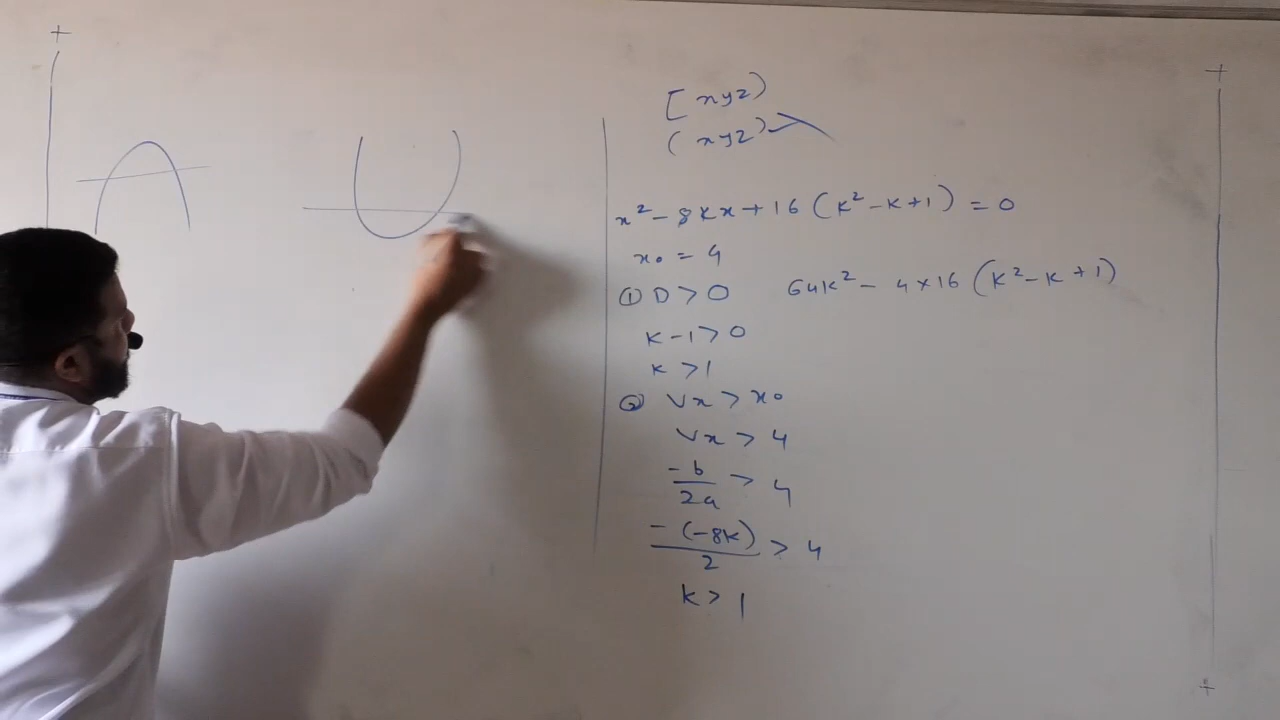 [xyz)
(xyz)
x² - 8kx + 16(k² - k + 1) = 0
x₀ = 4
① D > 0 64k² - 4×16(k² - k + 1)
k - 1 > 0
k > 1
② Vx > x₀
Vx > 4
-b/2a > 4
-(-8k)/2 > 4
k > 1